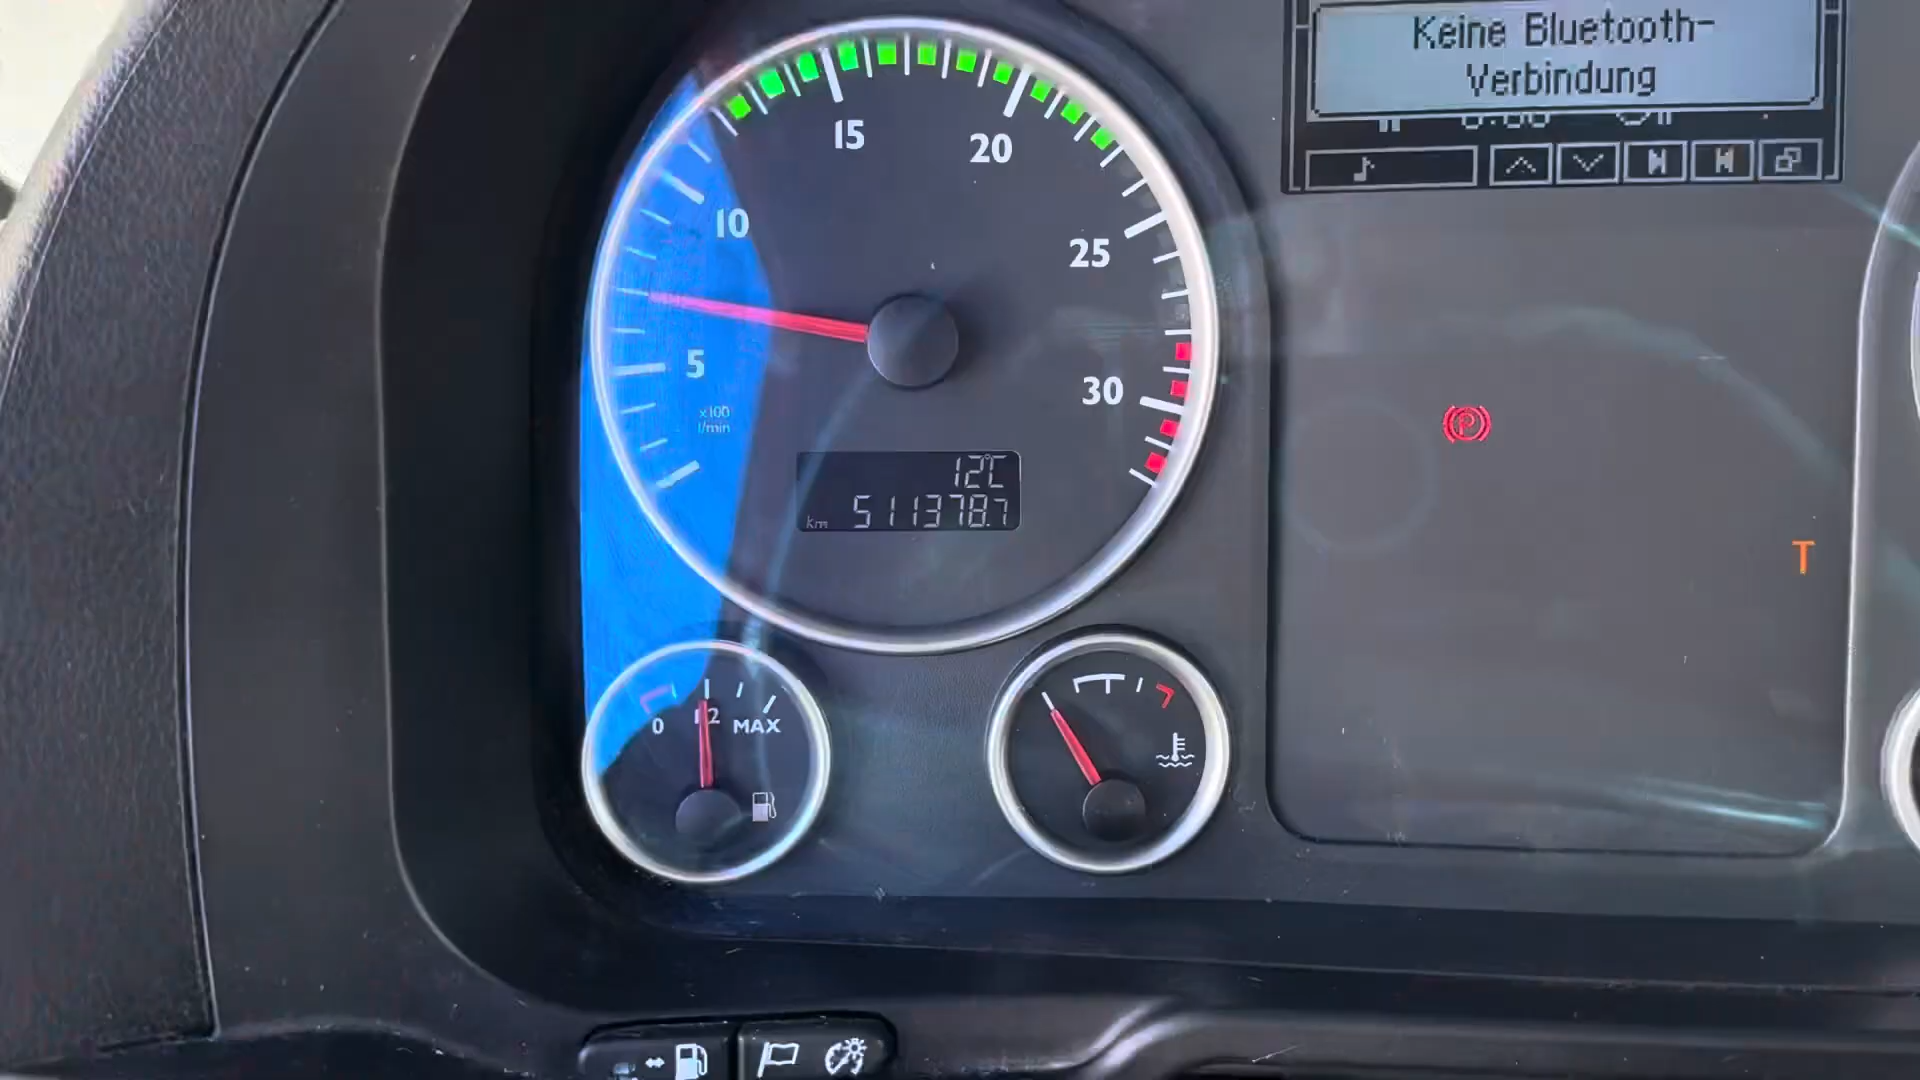 Keine Bluetooth-
Verbindung
15
20
10
25
5
30
x100
1/min
12°C
km 511378.7
0
1/2
MAX
P
T